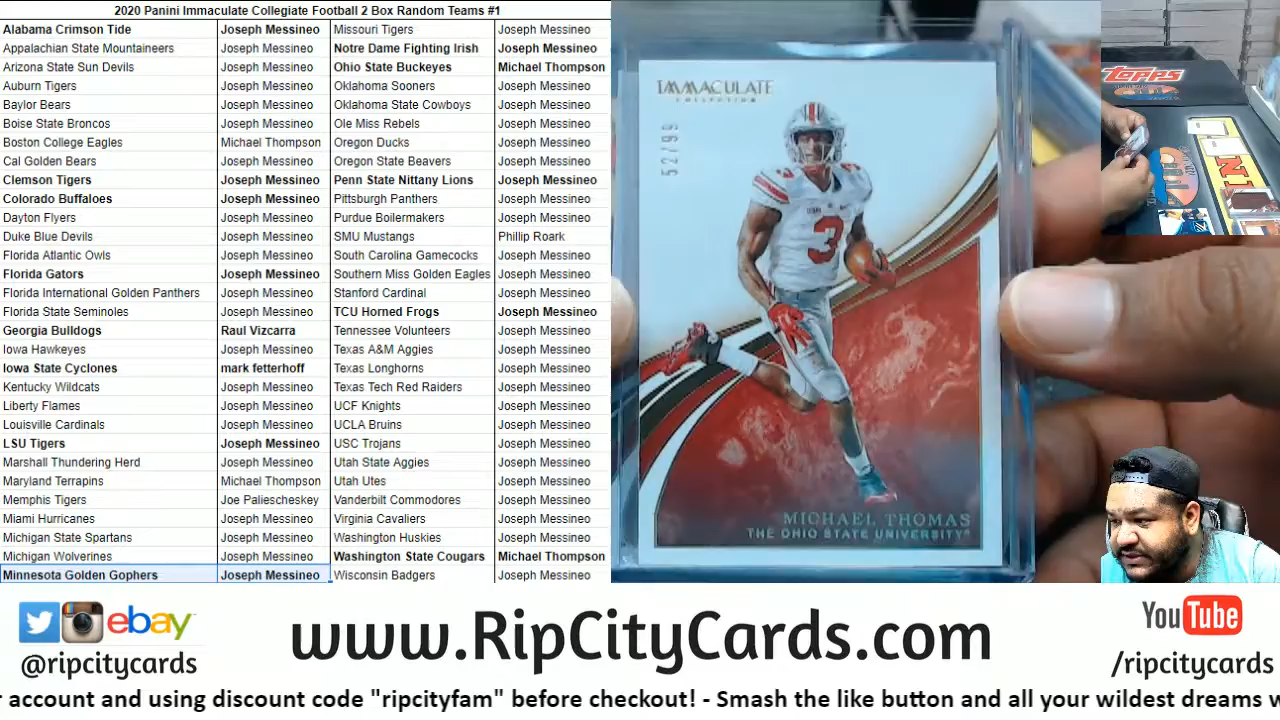 2020 Panini Immaculate Collegiate Football 2 Box Random Teams #1
Alabama Crimson Tide Joseph Messineo Missouri Tigers Joseph Messineo
Appalachian State Mountaineers Joseph Messineo Notre Dame Fighting Irish Joseph Messineo
Arizona State Sun Devils Joseph Messineo Ohio State Buckeyes Michael Thompson
Auburn Tigers Joseph Messineo Oklahoma Sooners Joseph Messineo
Baylor Bears Joseph Messineo Oklahoma State Cowboys Joseph Messineo
Boise State Broncos Joseph Messineo Ole Miss Rebels Joseph Messineo
Boston College Eagles Michael Thompson Oregon Ducks Joseph Messineo
Cal Golden Bears Joseph Messineo Oregon State Beavers Joseph Messineo
Clemson Tigers Joseph Messineo Penn State Nittany Lions Joseph Messineo
Colorado Buffaloes Joseph Messineo Pittsburgh Panthers Joseph Messineo
Dayton Flyers Joseph Messineo Purdue Boilermakers Joseph Messineo
Duke Blue Devils Joseph Messineo SMU Mustangs Phillip Roark
Florida Atlantic Owls Joseph Messineo South Carolina Gamecocks Joseph Messineo
Florida Gators Joseph Messineo Southern Miss Golden Eagles Joseph Messineo
Florida International Golden Panthers Joseph Messineo Stanford Cardinal Joseph Messineo
Florida State Seminoles Joseph Messineo TCU Horned Frogs Joseph Messineo
Georgia Bulldogs Raul Vizcarra Tennessee Volunteers Joseph Messineo
Iowa Hawkeyes Joseph Messineo Texas A&M Aggies Joseph Messineo
Iowa State Cyclones mark fetterhoff Texas Longhorns Joseph Messineo
Kentucky Wildcats Joseph Messineo Texas Tech Red Raiders Joseph Messineo
Liberty Flames Joseph Messineo UCF Knights Joseph Messineo
Louisville Cardinals Joseph Messineo UCLA Bruins Joseph Messineo
LSU Tigers Joseph Messineo USC Trojans Joseph Messineo
Marshall Thundering Herd Joseph Messineo Utah State Aggies Joseph Messineo
Maryland Terrapins Michael Thompson Utah Utes Joseph Messineo
Memphis Tigers Joe Paliescheskey Vanderbilt Commodores Joseph Messineo
Miami Hurricanes Joseph Messineo Virginia Cavaliers Joseph Messineo
Michigan State Spartans Joseph Messineo Washington Huskies Joseph Messineo
Michigan Wolverines Joseph Messineo Washington State Cougars Michael Thompson
Minnesota Golden Gophers Joseph Messineo Wisconsin Badgers Joseph Messineo
IMMACULATE
COLLECTION
52/99
3
MICHAEL THOMAS
THE OHIO STATE UNIVERSITY
Topps
ebay
@ripcitycards
www.RipCityCards.com
YouTube
/ripcitycards
r account and using discount code "ripcityfam" before checkout! - Smash the like button and all your wildest dreams w